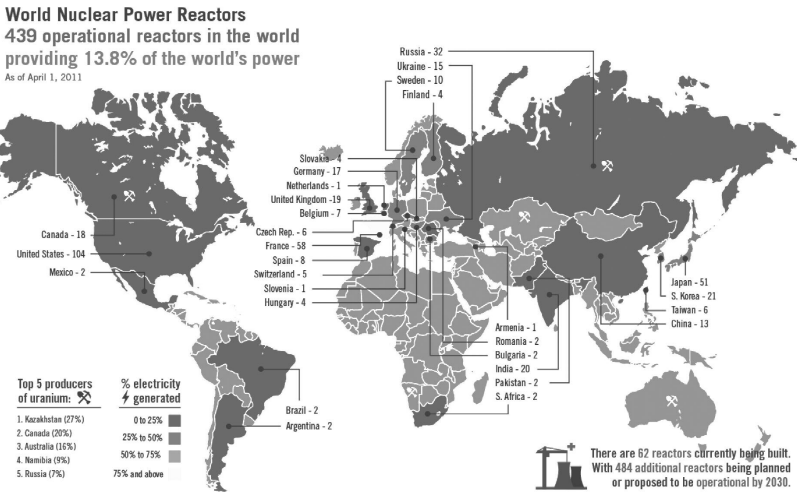 World Nuclear Power Reactors
439 operational reactors in the world
providing 13.8% of the world's power
As of April 1, 2011
Russia - 32
Ukraine - 15
Sweden - 10
Finland - 4
Slovakia - 4
Germany - 17
Netherlands - 1
United Kingdom -19
Belgium - 7
Czech Rep. - 6
France - 58
Spain - 8
Switzerland - 5
Slovenia - 1
Hungary - 4
Canada - 18
United States - 104
Mexico - 2
Japan - 51
S. Korea - 21
Taiwan - 6
China - 13
Armenia - 1
Romania - 2
Bulgaria - 2
India - 20
Pakistan - 2
S. Africa - 2
Brazil - 2
Argentina - 2
Top 5 producers
of uranium:
1. Kazakhstan (27%)
2. Canada (20%)
3. Australia (16%)
4. Namibia (9%)
5. Russia (7%)
% electricity
generated
0 to 25%
25% to 50%
50% to 75%
75% and above
There are 62 reactors currently being built.
With 484 additional reactors being planned
or proposed to be operational by 2030.